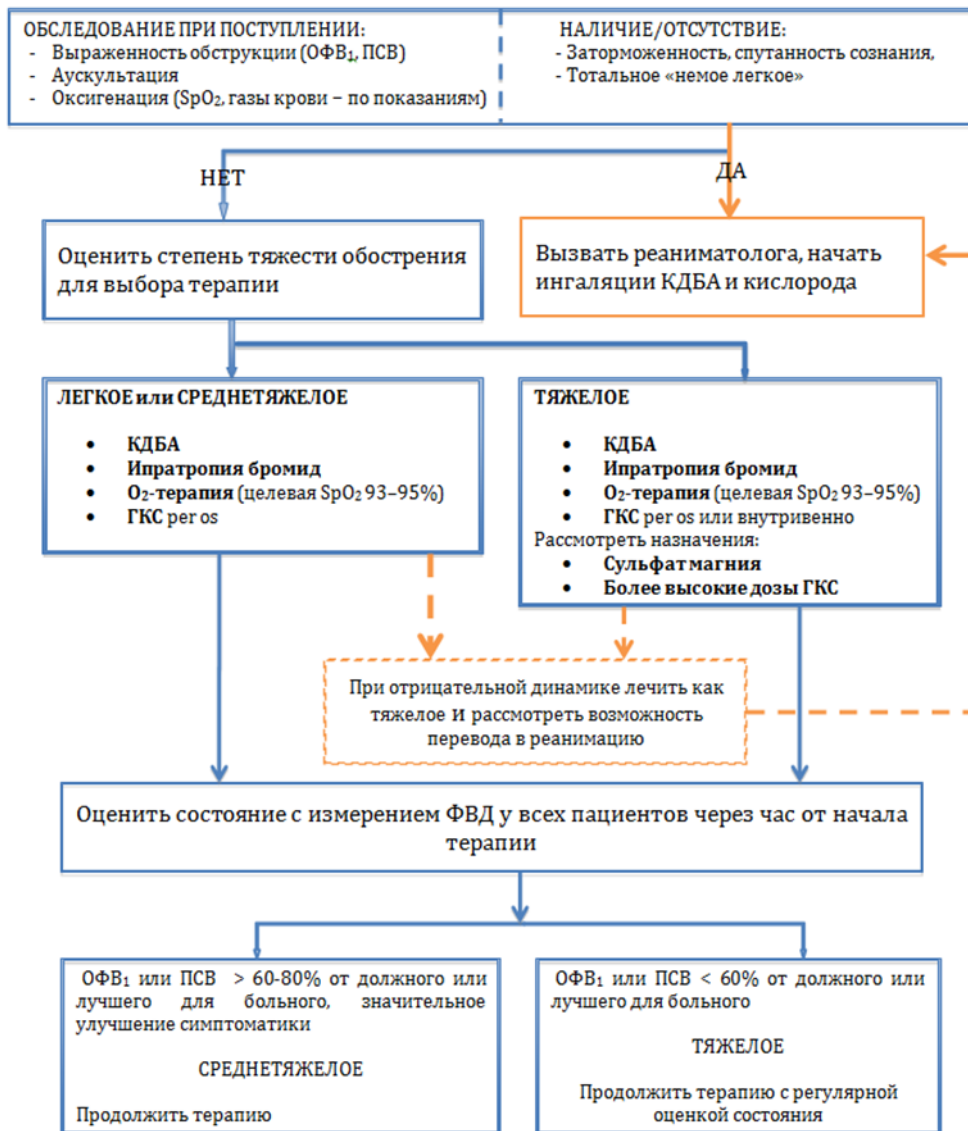 ОБСЛЕДОВАНИЕ ПРИ ПОСТУПЛЕНИИ:
- Выраженность обструкции (ОФВ₁, ПСВ)
- Аускультация
- Оксигенация (SpO₂, газы крови – по показаниям)
НАЛИЧИЕ/ОТСУТСТВИЕ:
- Заторможенность, спутанность сознания,
- Тотальное «немое легкое»
НЕТ
ДА
Оценить степень тяжести обострения
для выбора терапии
Вызвать реаниматолога, начать
ингаляции КДБА и кислорода
ЛЕГКОЕ или СРЕДНЕТЯЖЕЛОЕ
• КДБА
• Ипратропия бромид
• О₂-терапия (целевая SpO₂ 93–95%)
• ГКС per os
ТЯЖЕЛОЕ
• КДБА
• Ипратропия бромид
• О₂-терапия (целевая SpO₂ 93–95%)
• ГКС per os или внутривенно
Рассмотреть назначения:
• Сульфат магния
• Более высокие дозы ГКС
При отрицательной динамике лечить как
тяжелое и рассмотреть возможность
перевода в реанимацию
Оценить состояние с измерением ФВД у всех пациентов через час от начала
терапии
ОФВ₁ или ПСВ > 60-80% от должного или
лучшего для больного, значительное
улучшение симптоматики
СРЕДНЕТЯЖЕЛОЕ
Продолжить терапию
ОФВ₁ или ПСВ < 60% от должного или
лучшего для больного
ТЯЖЕЛОЕ
Продолжить терапию с регулярной
оценкой состояния